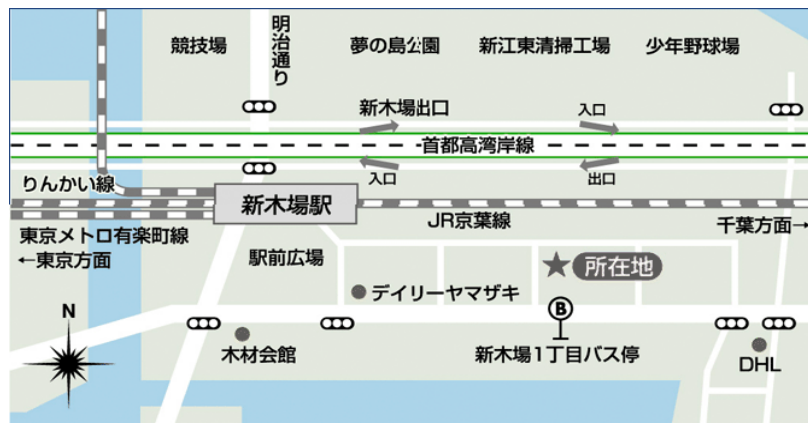 競技場
明治通り
夢の島公園
新江東清掃工場
少年野球場
新木場出口
入口
首都高湾岸線
入口
出口
りんかい線
新木場駅
JR京葉線
千葉方面→
東京メトロ有楽町線
←東京方面
駅前広場
★所在地
デイリーヤマザキ
B
N
木材会館
新木場1丁目バス停
DHL